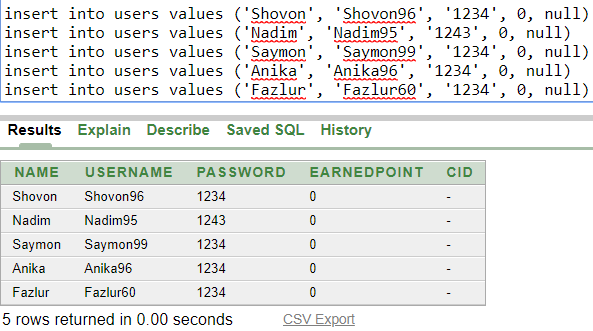 insert into users values ('Shovon', 'Shovon96', '1234', 0, null)
insert into users values ('Nadim', 'Nadim95', '1243', 0, null)
insert into users values ('Saymon', 'Saymon99', '1234', 0, null)
insert into users values ('Anika', 'Anika96', '1234', 0, null)
insert into users values ('Fazlur', 'Fazlur60', '1234', 0, null)
Results Explain Describe Saved SQL History
NAME USERNAME PASSWORD EARNEDPOINT CID
Shovon Shovon96 1234 0 -
Nadim Nadim95 1243 0 -
Saymon Saymon99 1234 0 -
Anika Anika96 1234 0 -
Fazlur Fazlur60 1234 0 -
5 rows returned in 0.00 seconds CSV Export